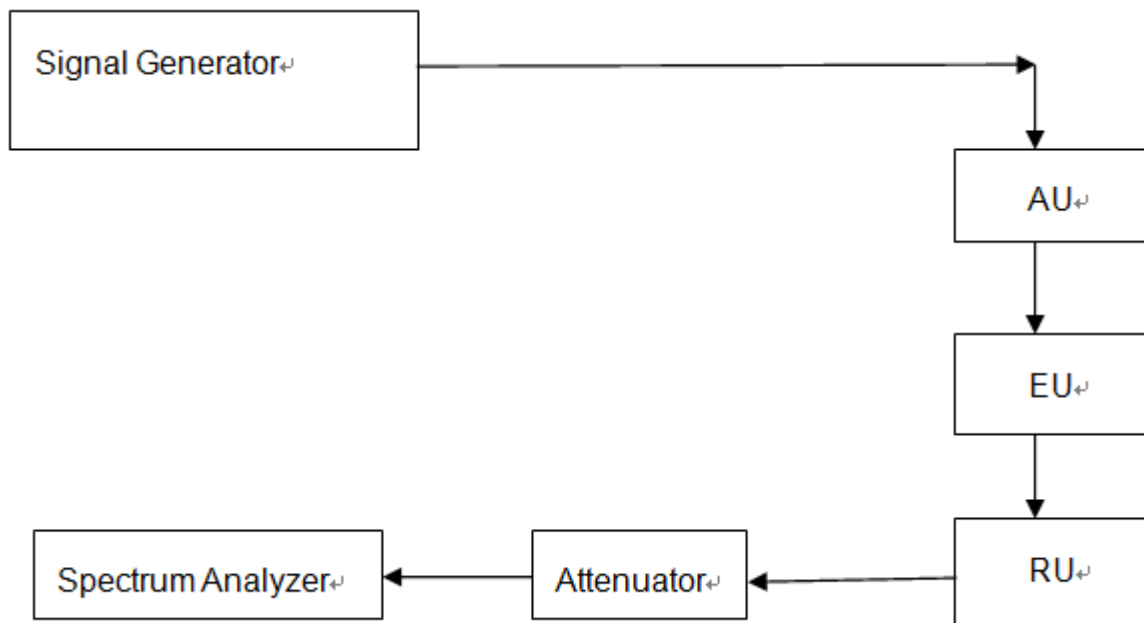 Signal Generator
AU
EU
RU
Attenuator
Spectrum Analyzer